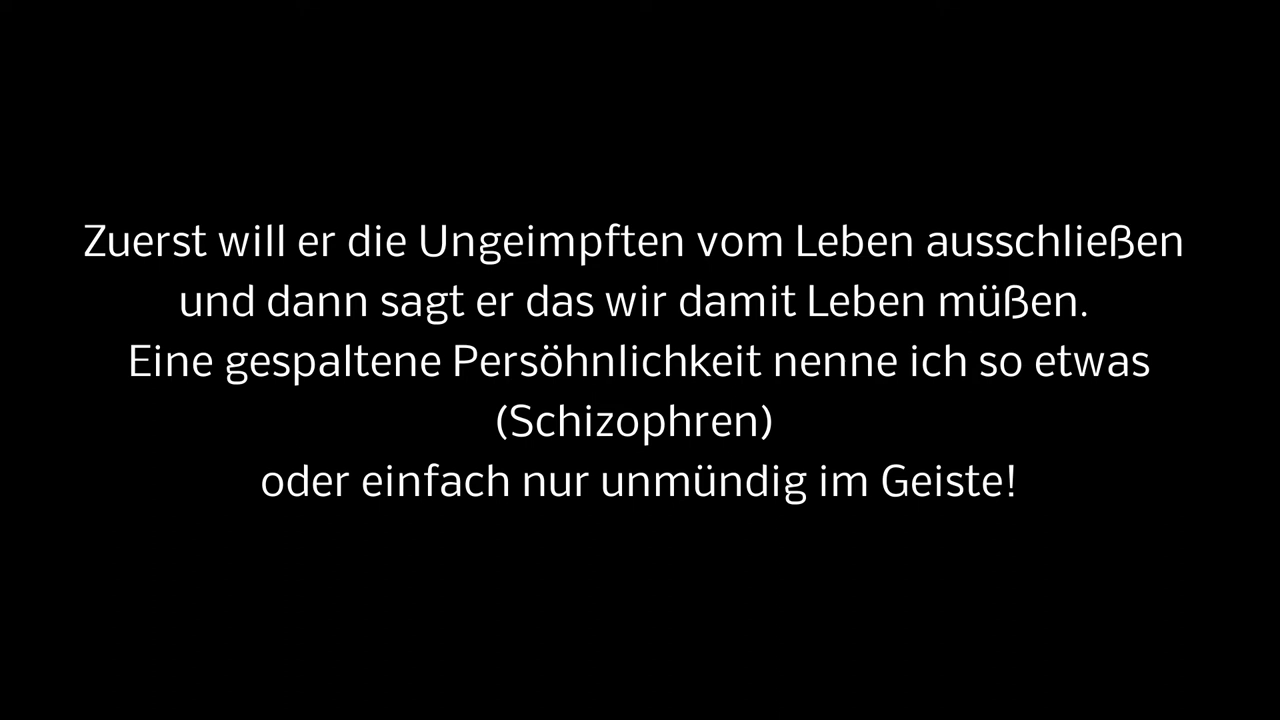 Zuerst will er die Ungeimpften vom Leben ausschließen
und dann sagt er das wir damit Leben müßen.
Eine gespaltene Persöhnlichkeit nenne ich so etwas
(Schizophren)
oder einfach nur unmündig im Geiste!